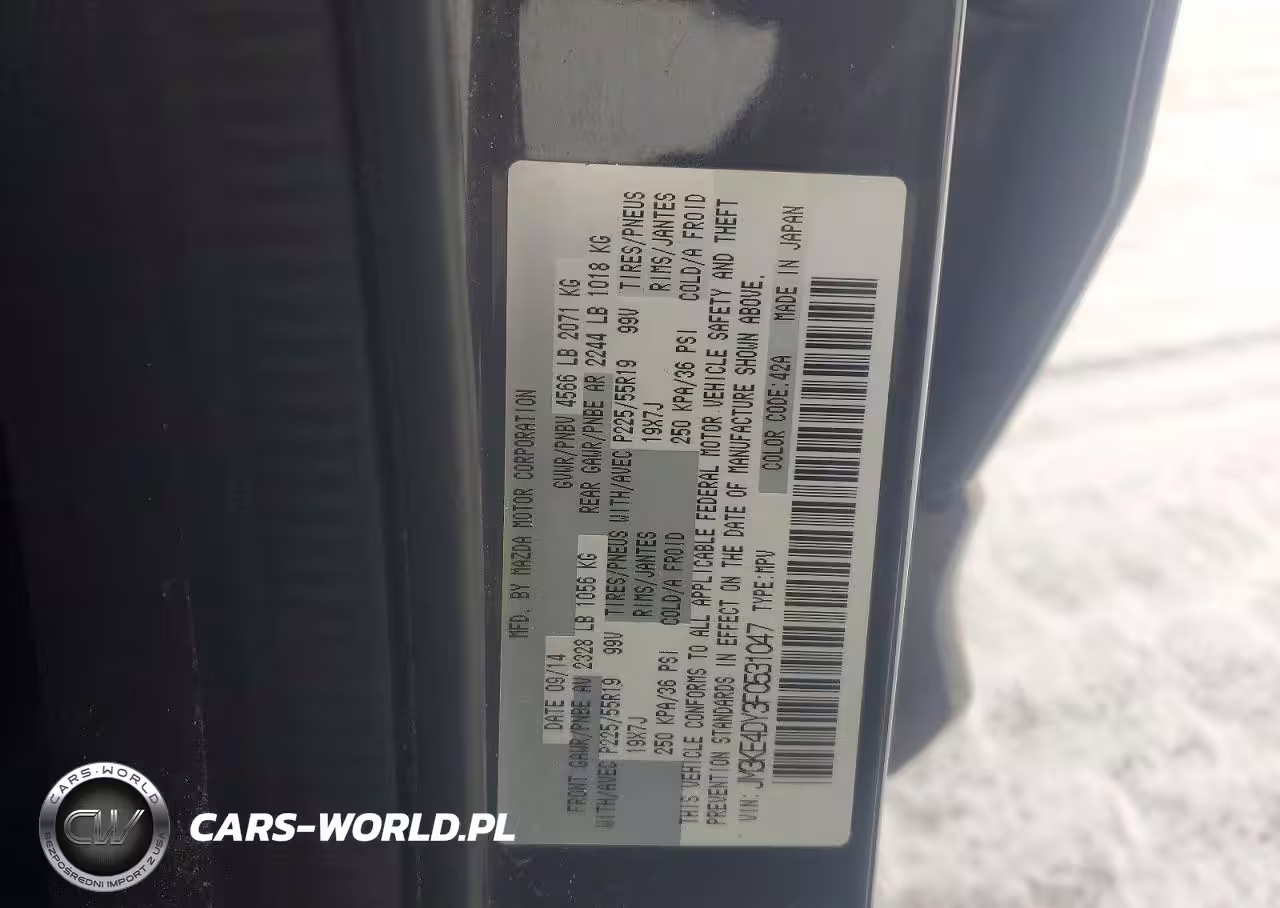 MFD. BY MAZDA MOTOR CORPORATION
DATE 09/14
GVWR/PNBV 4566 LB 2071 KG
FRONT GAWR/PNBE AV 2328 LB 1056 KG
REAR GAWR/PNBE AR 2244 LB 1018 KG
WITH/AVEC P225/55R19 99V TIRES/PNEUS WITH/AVEC P225/55R19 99V TIRES/PNEUS
19X7J RIMS/JANTES 19X7J RIMS/JANTES
250 KPA/36 PSI COLD/A FROID 250 KPA/36 PSI COLD/A FROID
THIS VEHICLE CONFORMS TO ALL APPLICABLE FEDERAL MOTOR VEHICLE SAFETY AND THEFT
PREVENTION STANDARDS IN EFFECT ON THE DATE OF MANUFACTURE SHOWN ABOVE.
VIN: JM3KE4DY3F0531047 TYPE:MPV
COLOR CODE:42A MADE IN JAPAN
CARS-WORLD
CW
BEZPOŚREDNI IMPORT Z USA
CARS-WORLD.PL